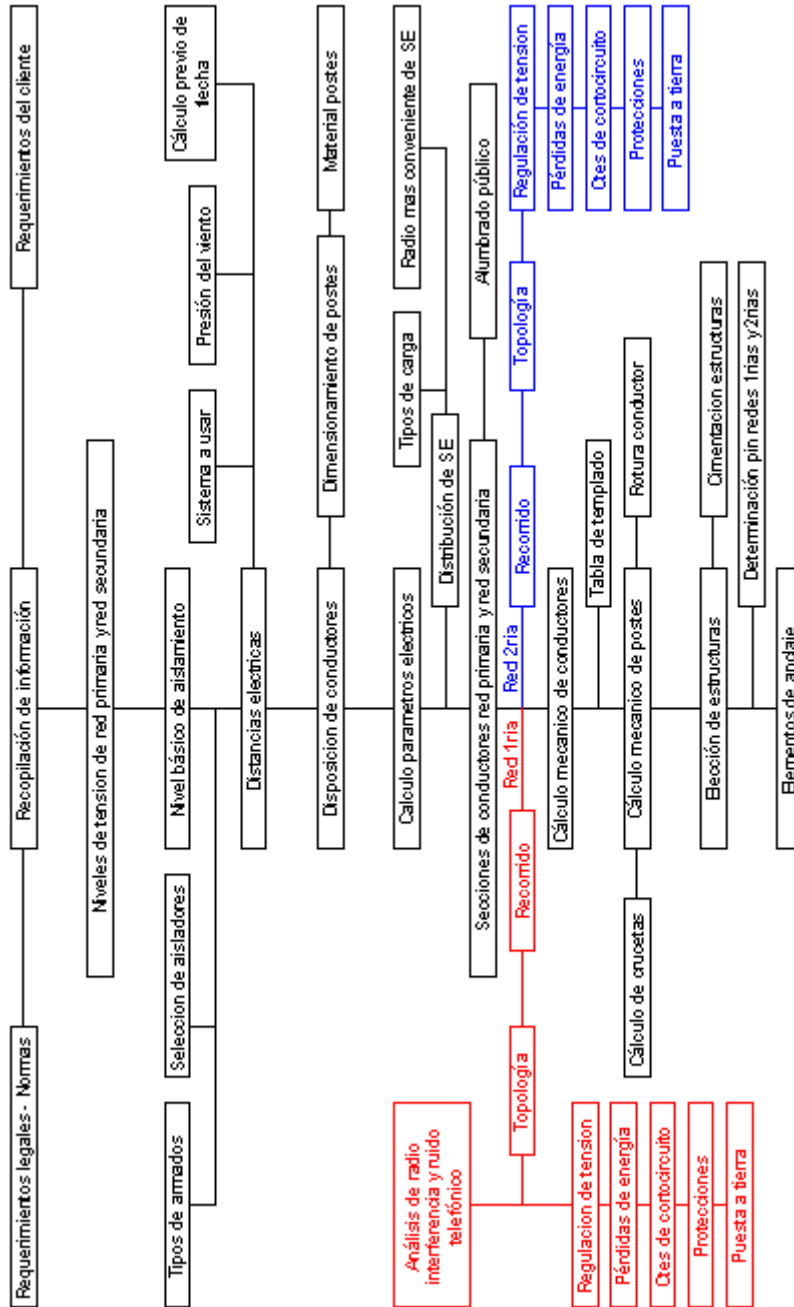 Requerimientos legales - Normas
Recopilación de información
Requerimientos del cliente
Niveles de tension de red primaria y red secundaria
Tipos de armados
Seleccion de aisladores
Nivel básico de aislamiento
Sistema a usar
Presión del viento
Cálculo previo de
flecha
Distancias electricas
Disposicion de conductores
Dimensionamiento de postes
Material postes
Calculo parametros electricos
Tipos de carga
Radio mas conveniente de SE
Distribución de SE
Secciones de conductores red primaria y red secundaria
Alumbrado público
Análisis de radio
interferencia y ruido
telefónico
Topología
Recorrido
Red 1ria
Red 2ria
Recorrido
Topología
Regulación de tension
Pérdidas de energía
Ctes de cortocircuito
Protecciones
Puesta a tierra
Regulacion de tension
Pérdidas de energía
Ctes de cortocircuito
Protecciones
Puesta a tierra
Cálculo mecanico de conductores
Tabla de templado
Cálculo de crucetas
Cálculo mecanico de postes
Rotura conductor
Elección de estructuras
Cimentacion estructuras
Determinación pin redes 1rias y 2rias
Elementos de anclaje